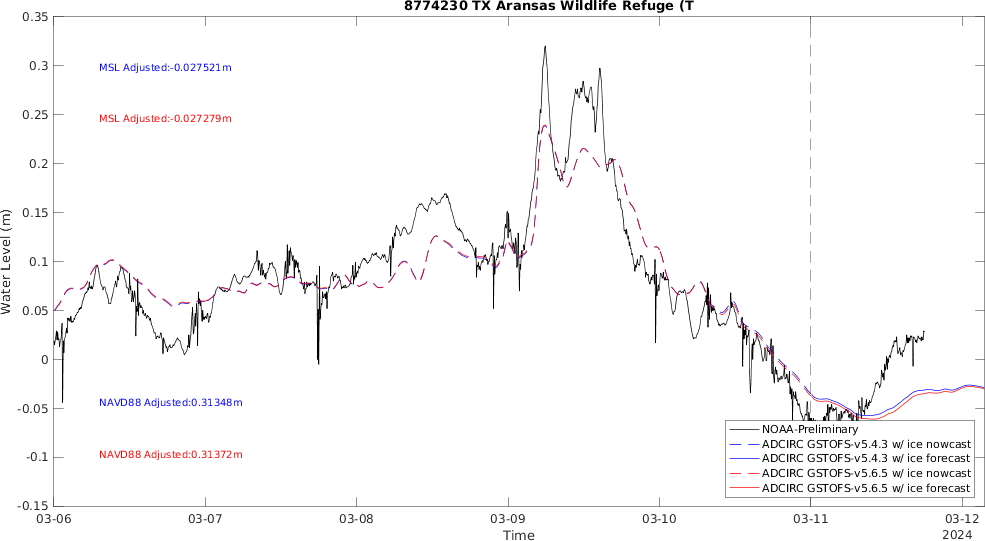 8774230 TX Aransas Wildlife Refuge (T
0.35
0.3
0.25
0.2
0.15
0.1
0.05
0
-0.05
-0.1
-0.15
Water Level (m)
MSL Adjusted:-0.027521m
MSL Adjusted:-0.027279m
NAVD88 Adjusted:0.31348m
NAVD88 Adjusted:0.31372m
NOAA-Preliminary
ADCIRC GSTOFS-v5.4.3 w/ ice nowcast
ADCIRC GSTOFS-v5.4.3 w/ ice forecast
ADCIRC GSTOFS-v5.6.5 w/ ice nowcast
ADCIRC GSTOFS-v5.6.5 w/ ice forecast
03-06 03-07 03-08 03-09 03-10 03-11 03-12
Time
2024